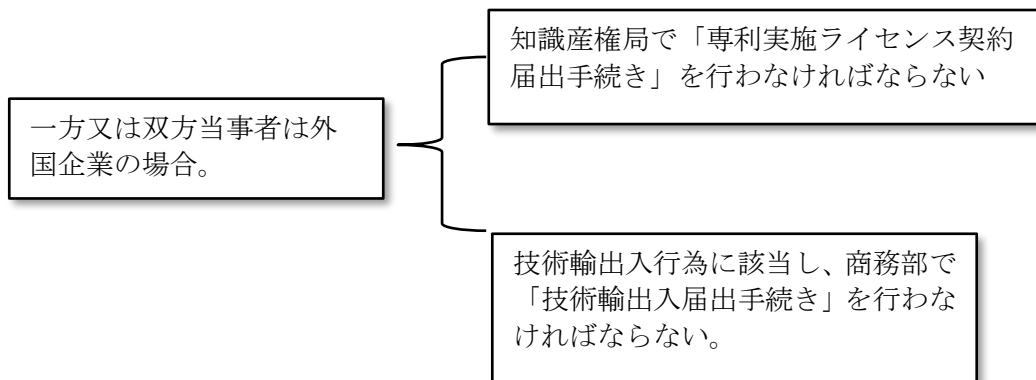 知識産権局で「専利実施ライセンス契約
届出手続き」を行わなければならない
一方又は双方当事者は外
国企業の場合。
技術輸出入行為に該当し、商務部で
「技術輸出入届出手続き」を行わな
ければならない。